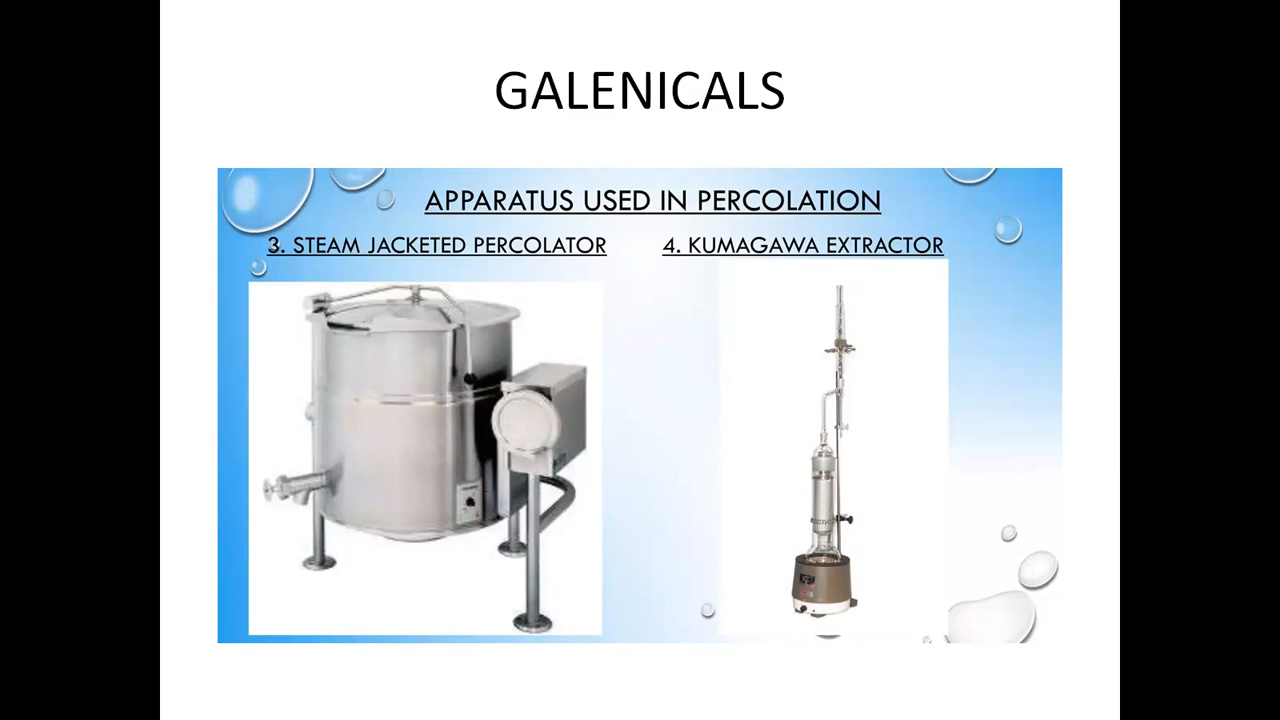 GALENICALS
APPARATUS USED IN PERCOLATION
3. STEAM JACKETED PERCOLATOR
4. KUMAGAWA EXTRACTOR